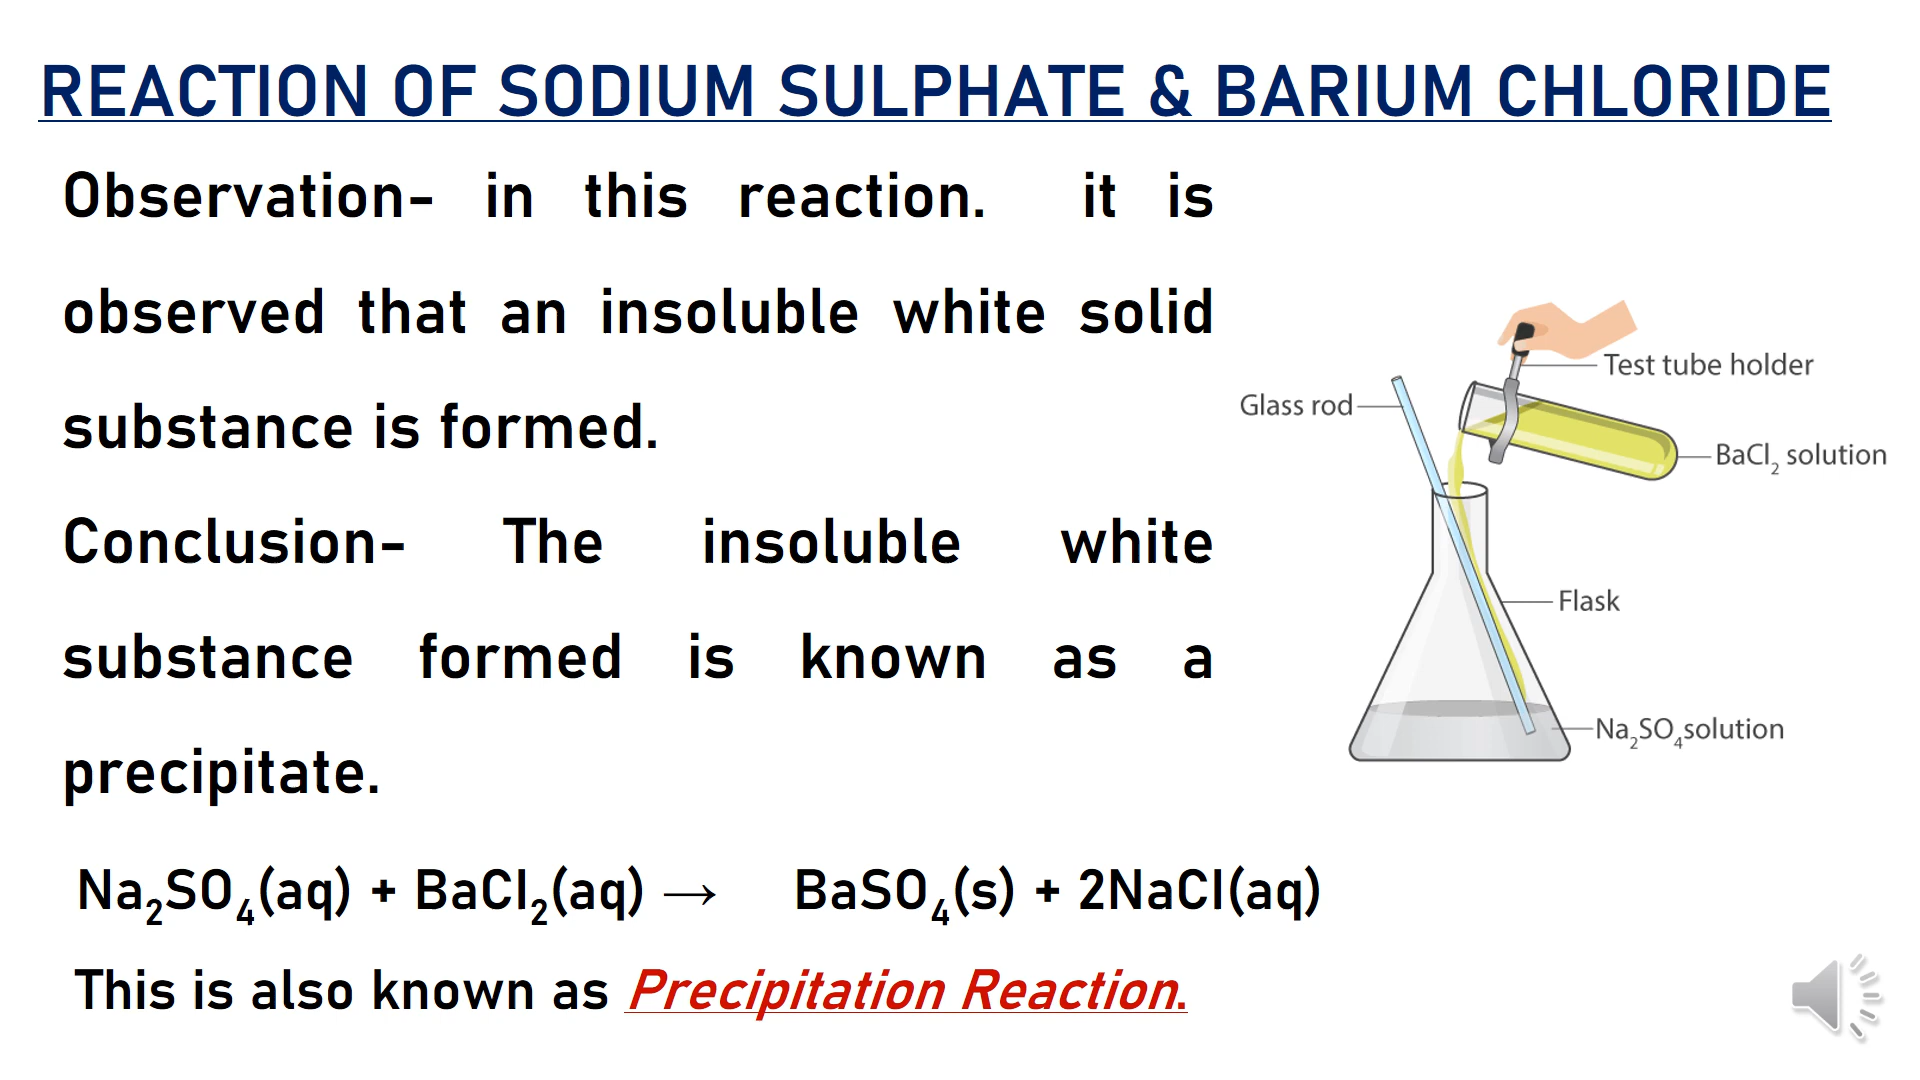 REACTION OF SODIUM SULPHATE & BARIUM CHLORIDE
Observation- in this reaction. it is
observed that an insoluble white solid
substance is formed.
Conclusion- The insoluble white
substance formed is known as a
precipitate.
Na₂SO₄(aq) + BaCl₂(aq) → BaSO₄(s) + 2NaCl(aq)
This is also known as Precipitation Reaction.
Test tube holder
Glass rod
BaCl₂ solution
Flask
Na₂SO₄solution